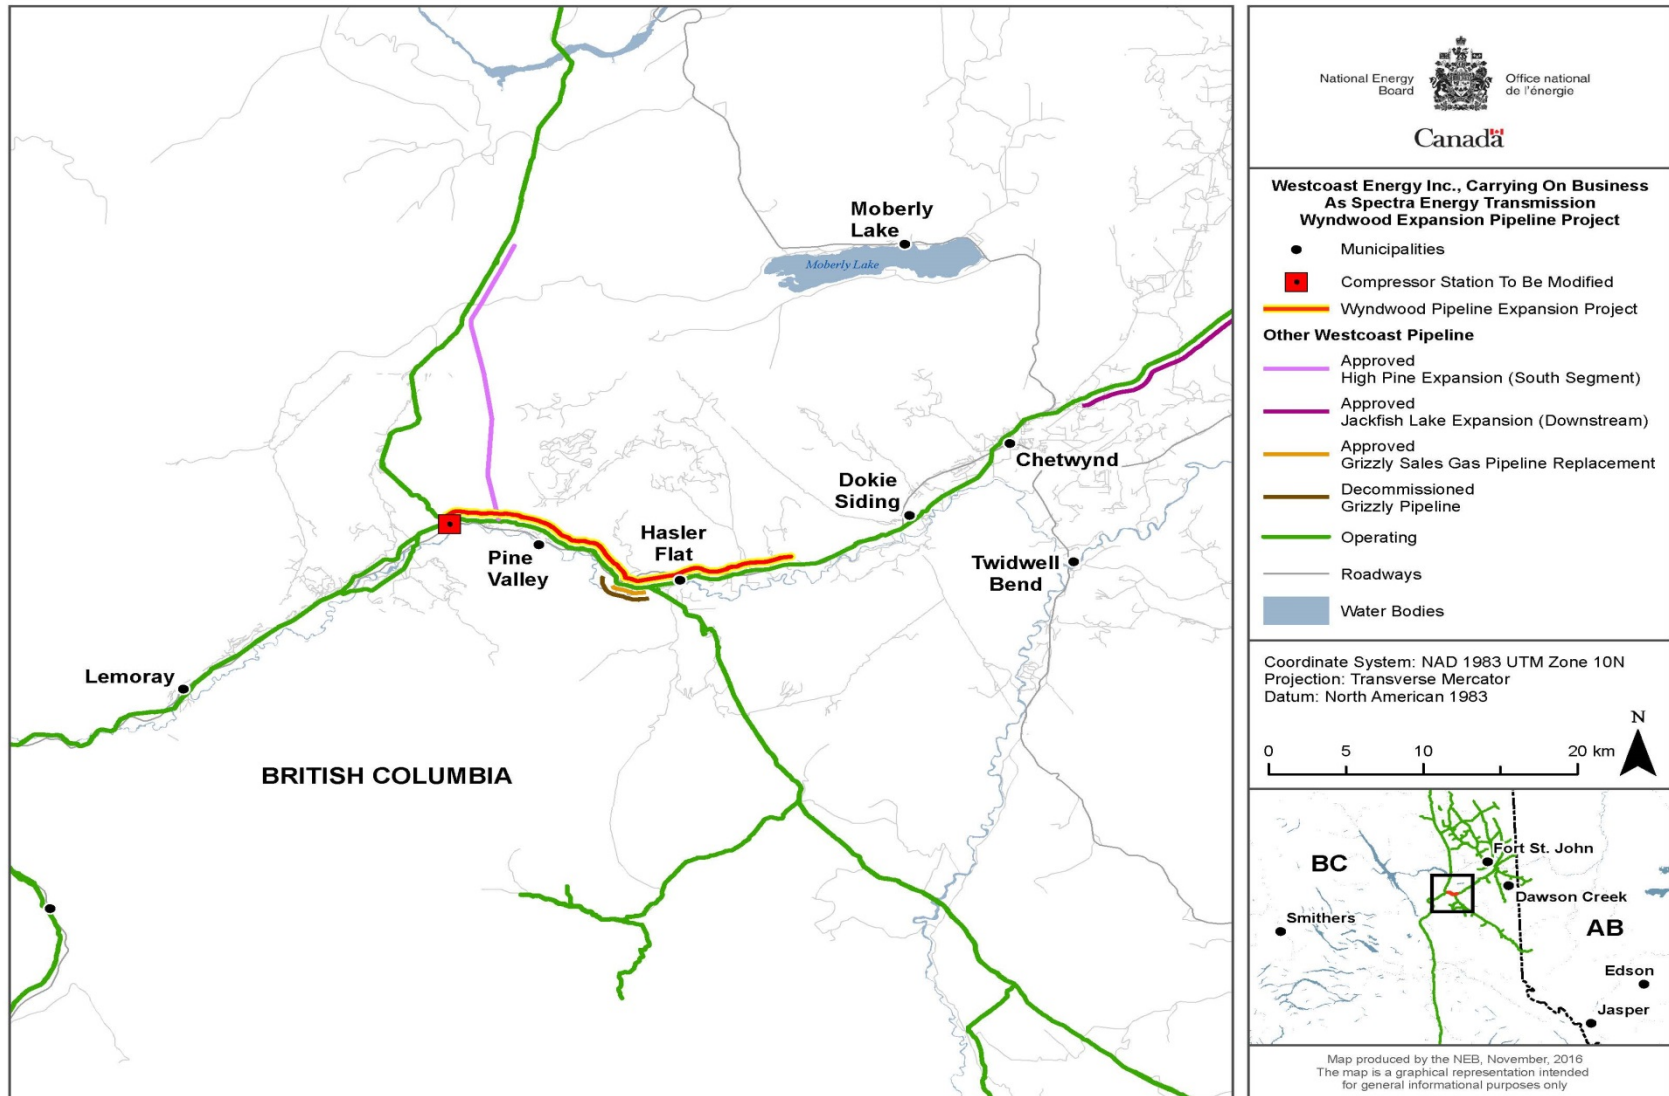 Moberly
Lake
Moberly Lake
Chetwynd
Dokie
Siding
Hasler
Flat
Pine
Valley
Twidwell
Bend
Lemoray
BRITISH COLUMBIA
National Energy
Board
Office national
de l'énergie
Canada
Westcoast Energy Inc., Carrying On Business
As Spectra Energy Transmission
Wyndwood Expansion Pipeline Project
Municipalities
Compressor Station To Be Modified
Wyndwood Pipeline Expansion Project
Other Westcoast Pipeline
Approved
High Pine Expansion (South Segment)
Approved
Jackfish Lake Expansion (Downstream)
Approved
Grizzly Sales Gas Pipeline Replacement
Decommissioned
Grizzly Pipeline
Operating
Roadways
Water Bodies
Coordinate System: NAD 1983 UTM Zone 10N
Projection: Transverse Mercator
Datum: North American 1983
N
0 5 10 20 km
BC
Fort St. John
Dawson Creek
Smithers
AB
Edson
Jasper
Map produced by the NEB, November, 2016
The map is a graphical representation intended
for general informational purposes only